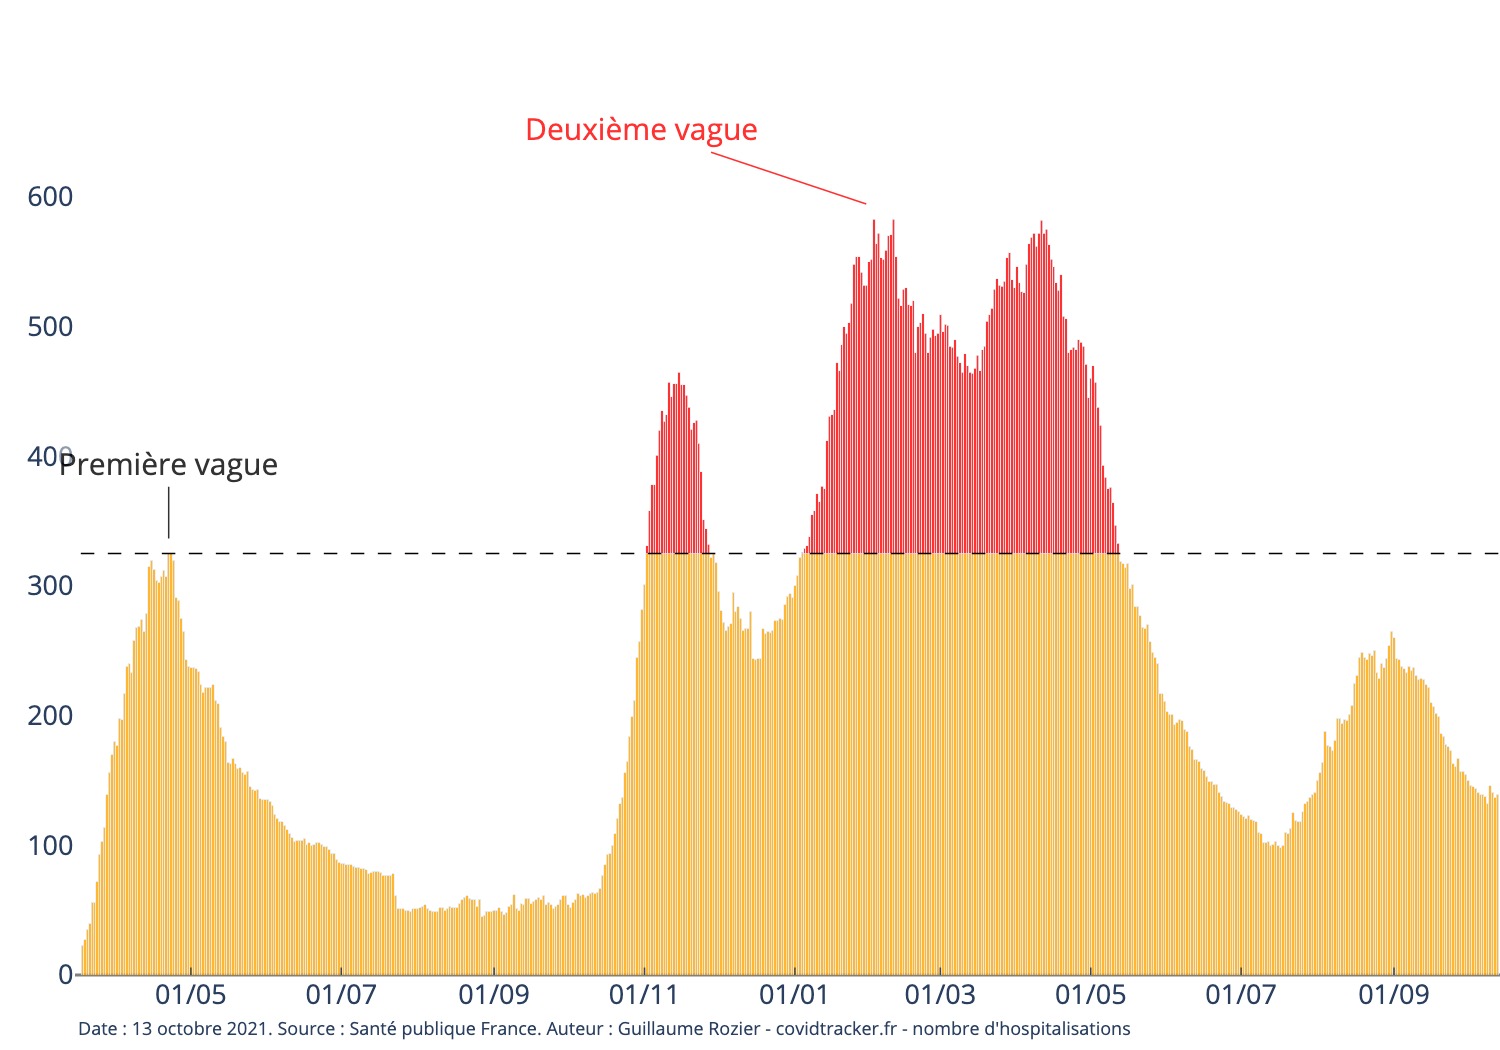 Deuxième vague
600
500
400
Première vague
300
200
100
0
01/05 01/07 01/09 01/11 01/01 01/03 01/05 01/07 01/09
Date : 13 octobre 2021. Source : Santé publique France. Auteur : Guillaume Rozier - covidtracker.fr - nombre d'hospitalisations